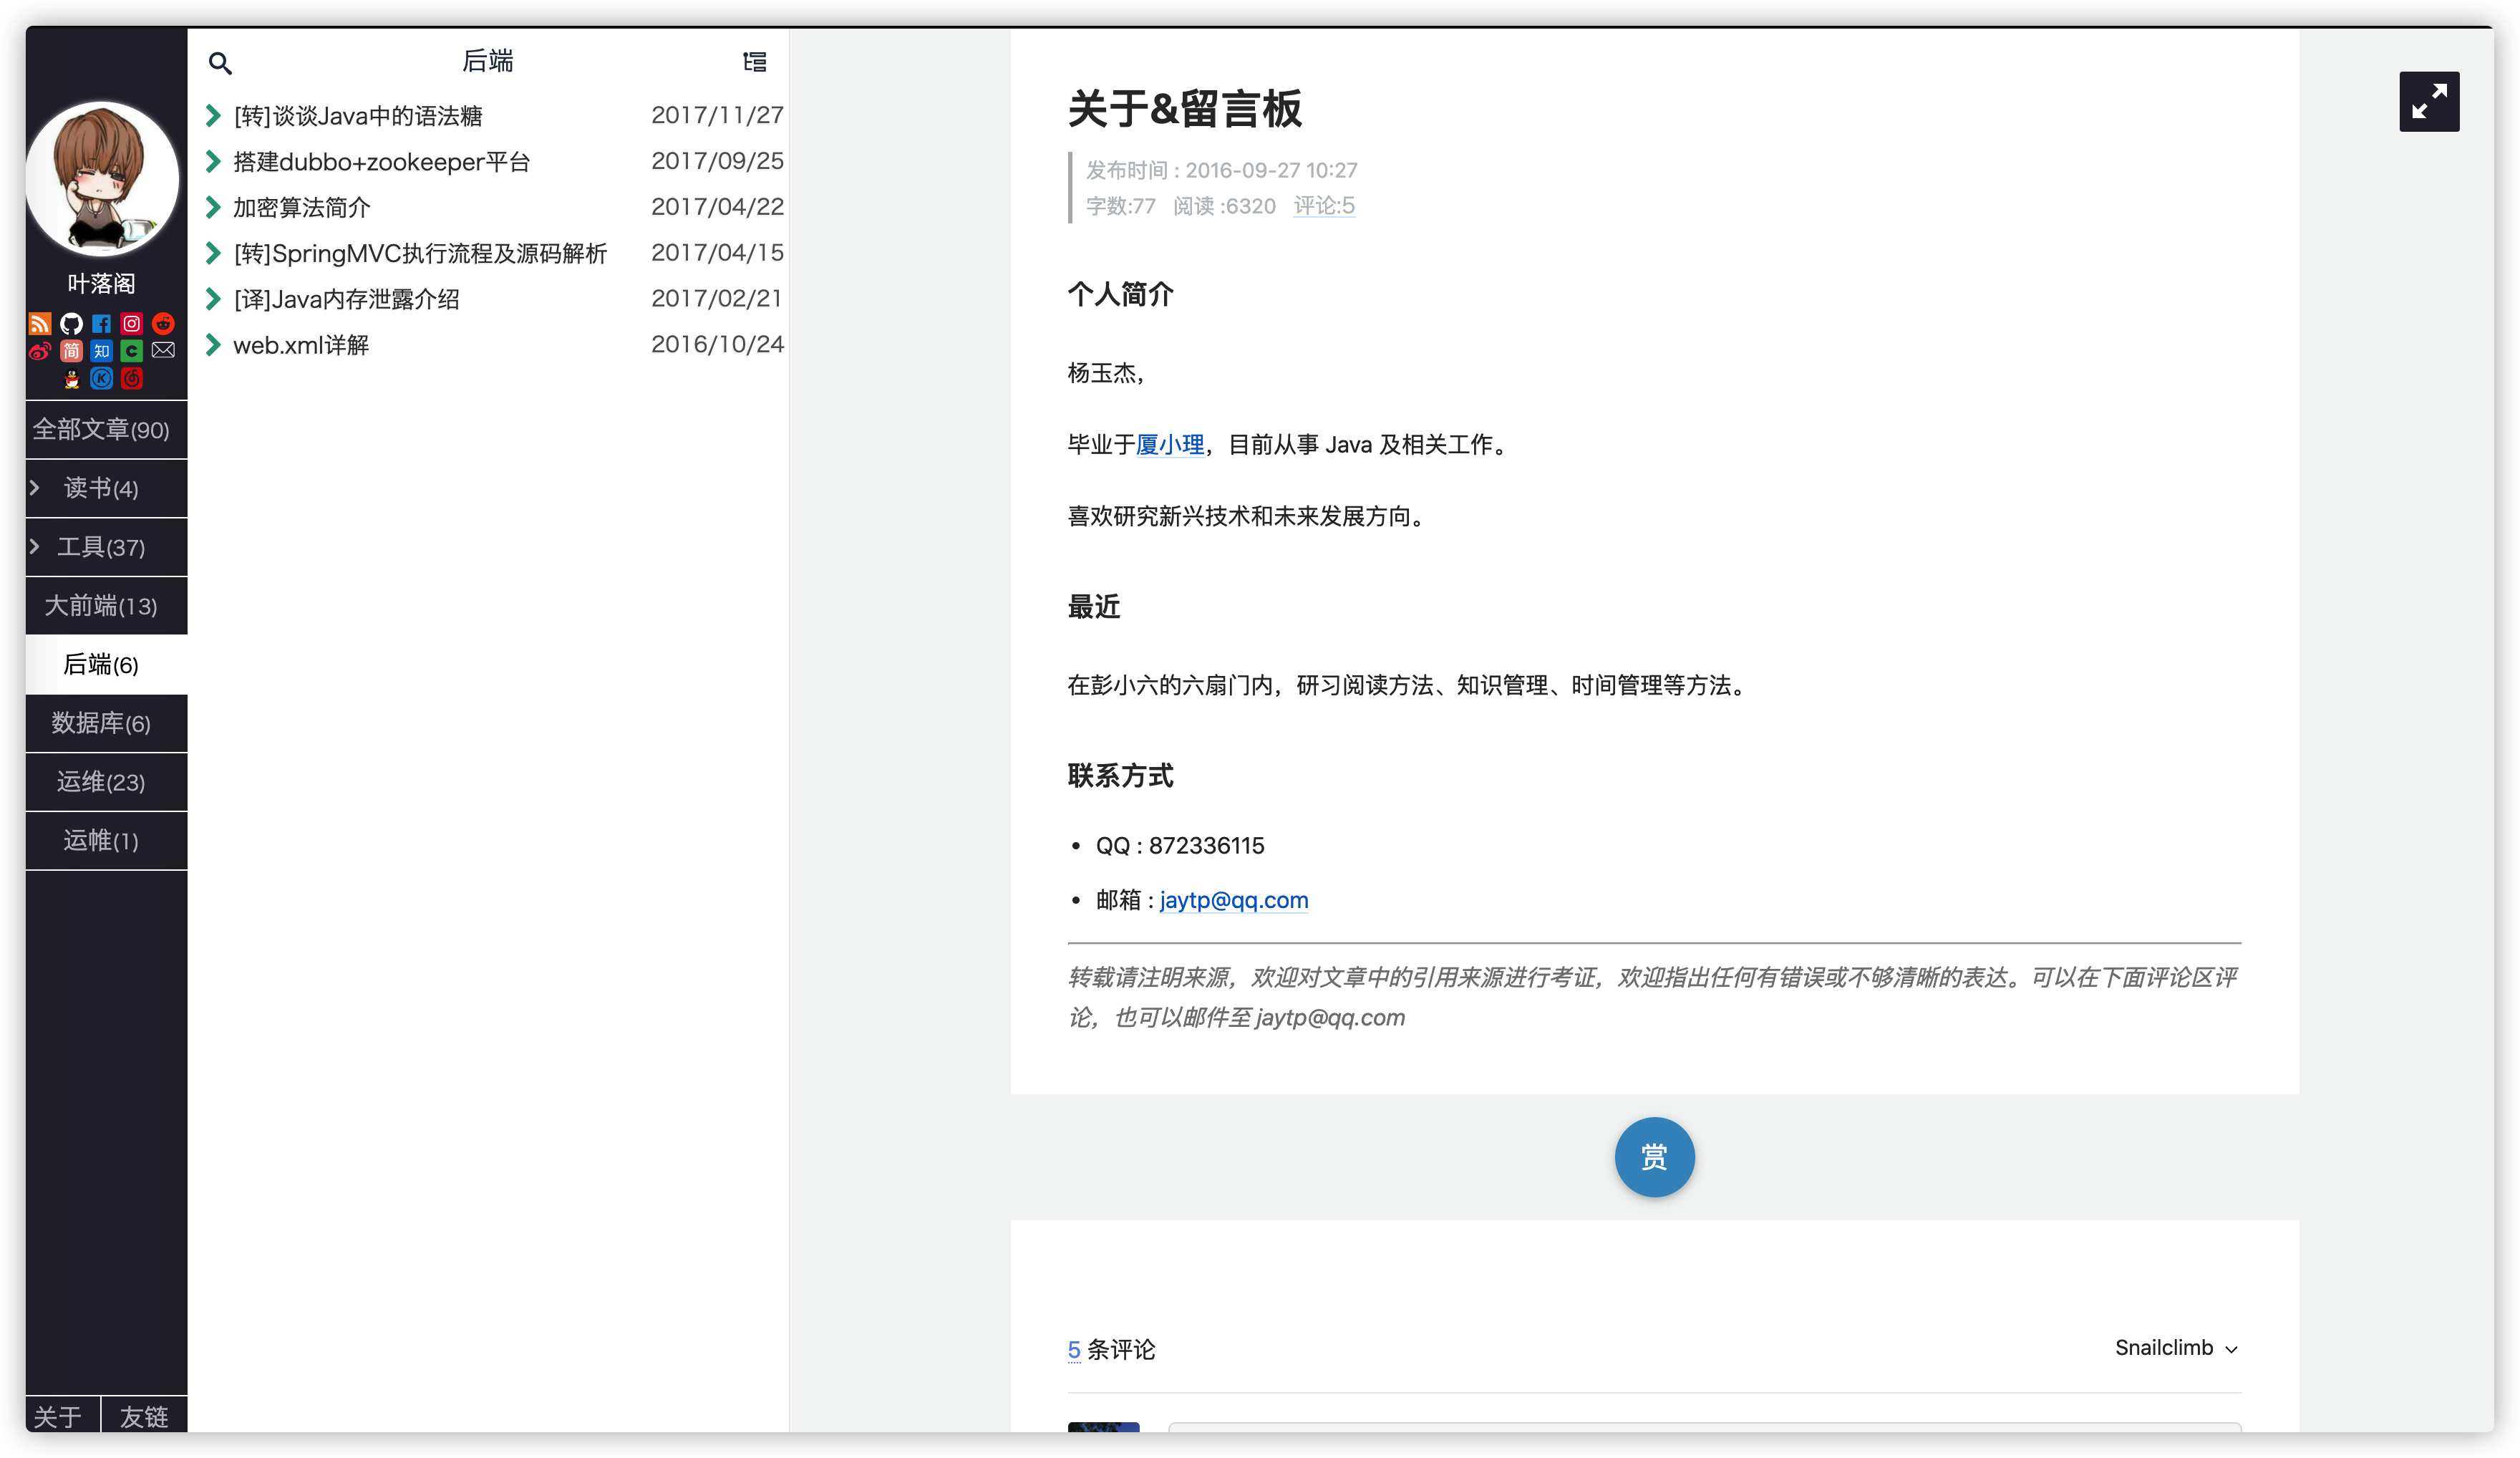 叶落阁
简 知
全部文章(90)
读书(4)
工具(37)
大前端(13)
后端(6)
数据库(6)
运维(23)
运帷(1)
关于 友链
后端
[转]谈谈Java中的语法糖 2017/11/27
搭建dubbo+zookeeper平台 2017/09/25
加密算法简介 2017/04/22
[转]SpringMVC执行流程及源码解析 2017/04/15
[译]Java内存泄露介绍 2017/02/21
web.xml详解 2016/10/24
关于&留言板
发布时间 : 2016-09-27 10:27
字数:77 阅读 :6320 评论:5
个人简介
杨玉杰，
毕业于厦小理，目前从事 Java 及相关工作。
喜欢研究新兴技术和未来发展方向。
最近
在彭小六的六扇门内，研习阅读方法、知识管理、时间管理等方法。
联系方式
• QQ : 872336115
• 邮箱 : jaytp@qq.com
转载请注明来源，欢迎对文章中的引用来源进行考证，欢迎指出任何有错误或不够清晰的表达。可以在下面评论区评
论，也可以邮件至 jaytp@qq.com
赏
5 条评论 Snailclimb